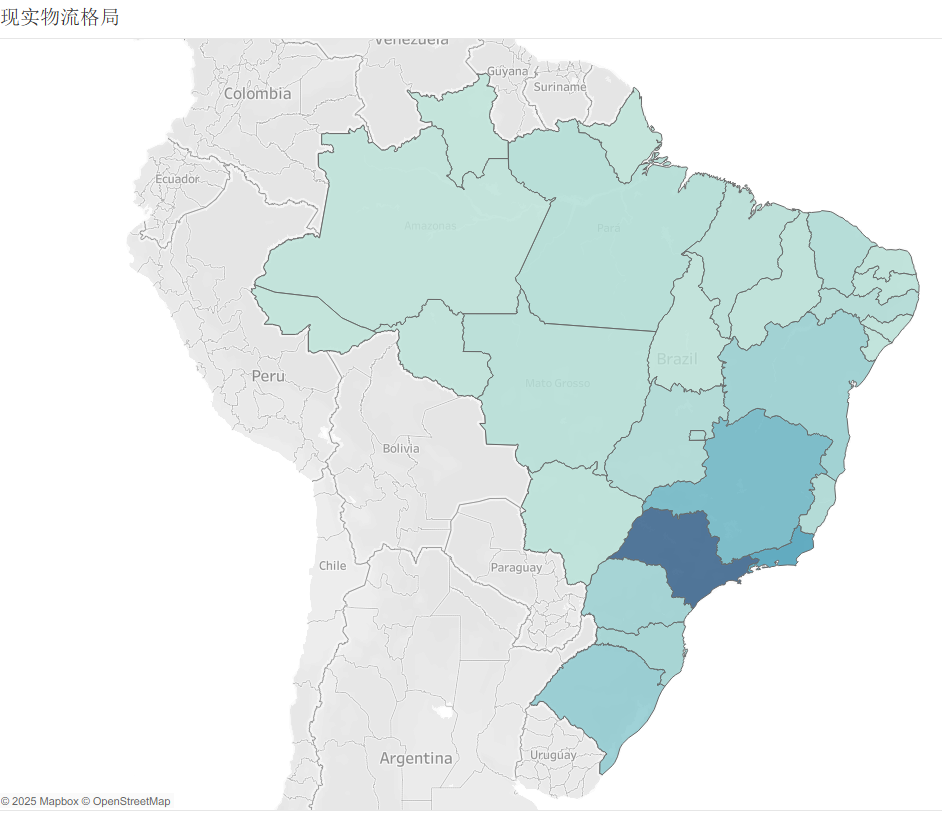 现实物流格局
Venezuela
Guyana
Colombia
Suriname
Ecuador
Amazonas
Pará
Brazil
Peru
Mato Grosso
Bolivia
Chile
Paraguay
Uruguay
Argentina
© 2025 Mapbox © OpenStreetMap